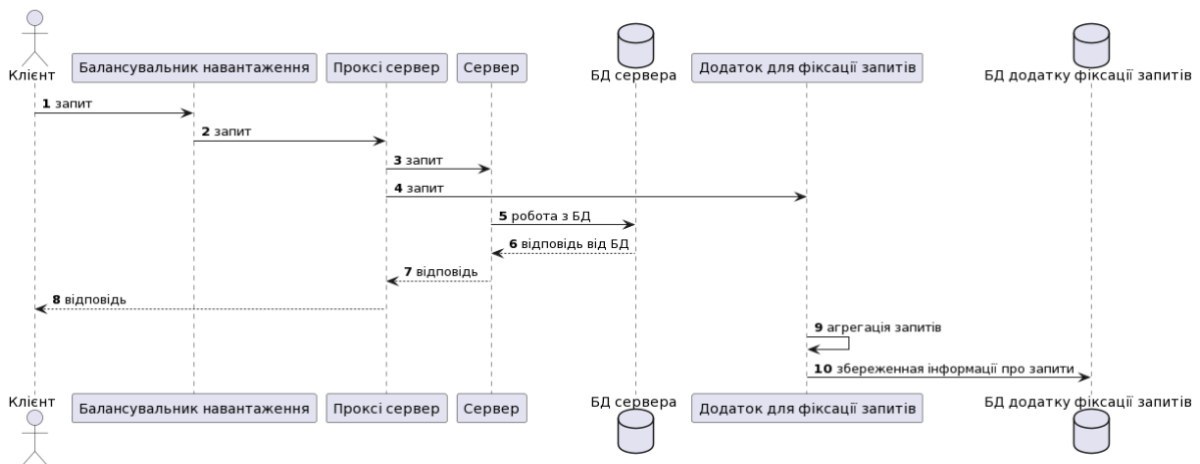 Клієнт
Балансувальник навантаження
Проксі сервер
Сервер
БД сервера
Додаток для фіксації запитів
БД додатку фіксації запитів
1 запит
2 запит
3 запит
4 запит
5 робота з БД
6 відповідь від БД
7 відповідь
8 відповідь
9 агрегація запитів
10 збереженная інформації про запити
Клієнт
Балансувальник навантаження
Проксі сервер
Сервер
БД сервера
Додаток для фіксації запитів
БД додатку фіксації запитів